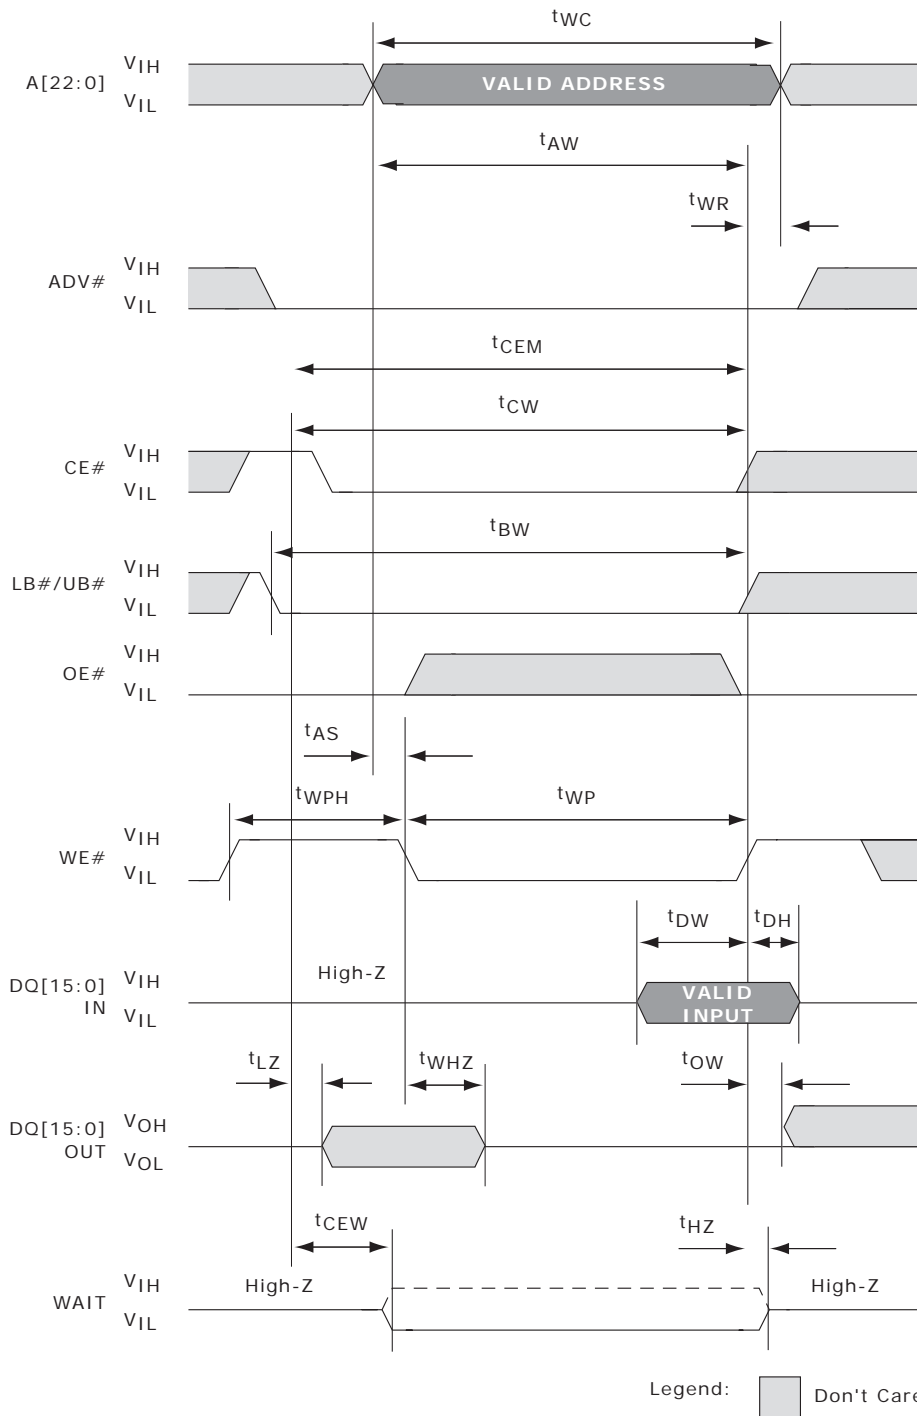 tWC
A[22:0] VIH VIL VALID ADDRESS
tAW
tWR
ADV# VIH VIL
tCEM
tCW
CE# VIH VIL
tBW
LB#/UB# VIH VIL
OE# VIH VIL
tAS
tWPH tWP
WE# VIH VIL
tDW tDH
DQ[15:0] IN VIH VIL High-Z VALID INPUT
tLZ tWHZ tOW
DQ[15:0] OUT VOH VOL
tCEW tHZ
WAIT VIH VIL High-Z High-Z
Legend: Don't Care